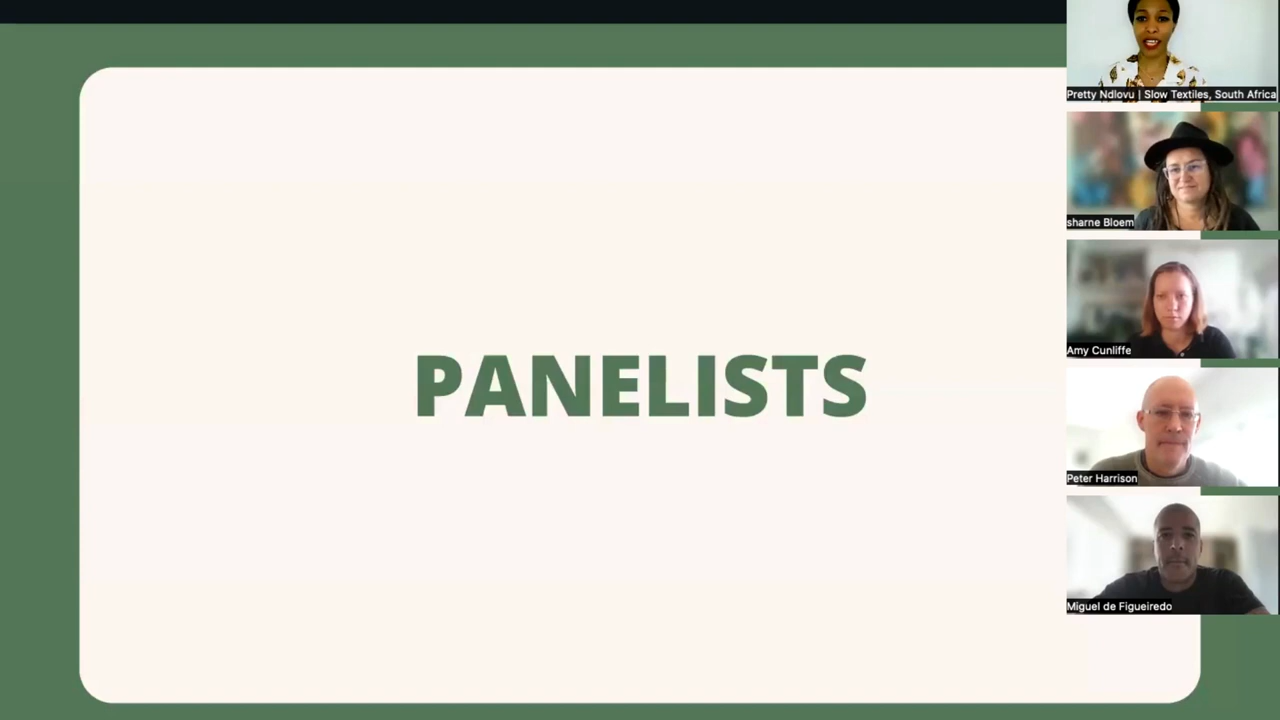 PANELISTS
Pretty Ndlovu | Slow Textiles, South Africa
sharne Bloem
Amy Cunliffe
Peter Harrison
Miguel de Figueiredo